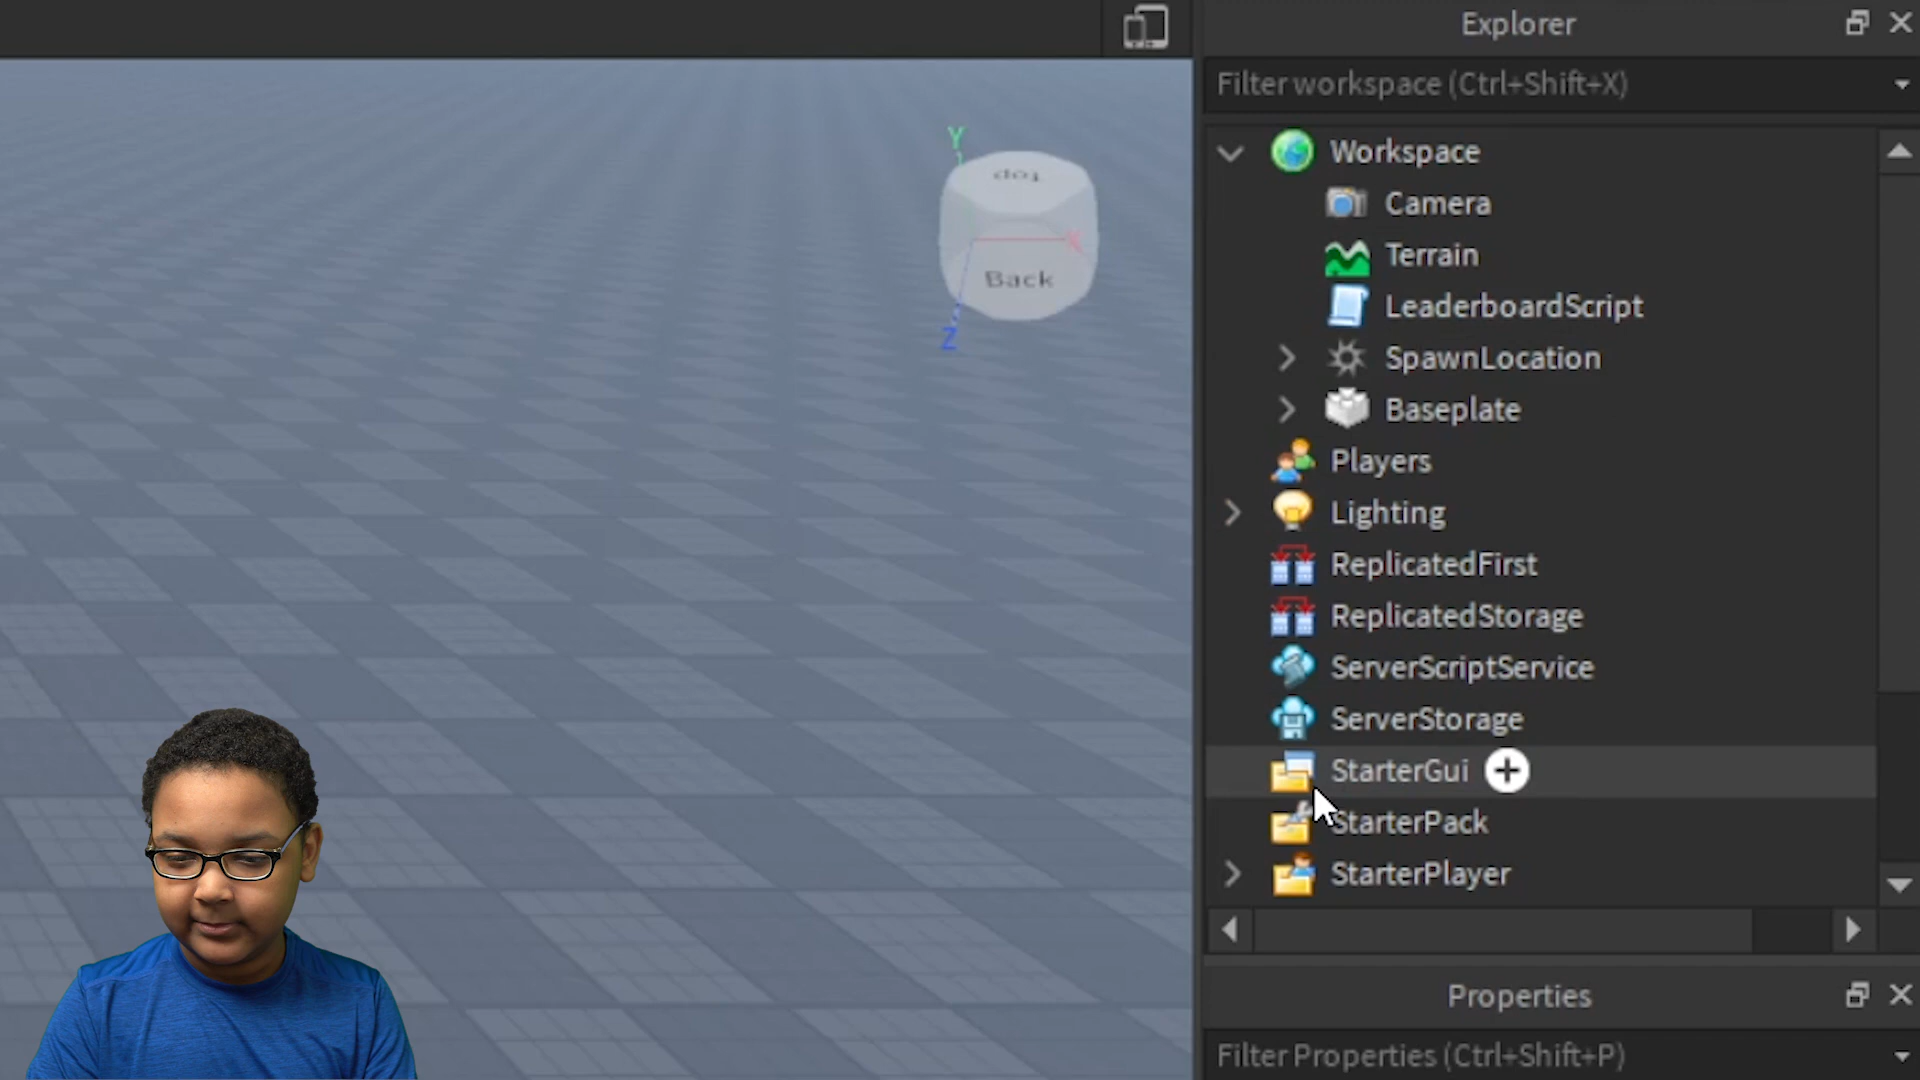 Explorer
Filter workspace (Ctrl+Shift+X)
Workspace
Camera
Terrain
LeaderboardScript
SpawnLocation
Baseplate
Players
Lighting
ReplicatedFirst
ReplicatedStorage
ServerScriptService
ServerStorage
StarterGui
StarterPack
StarterPlayer
Properties
Filter Properties (Ctrl+Shift+P)
Y
Top
X
Back
Z